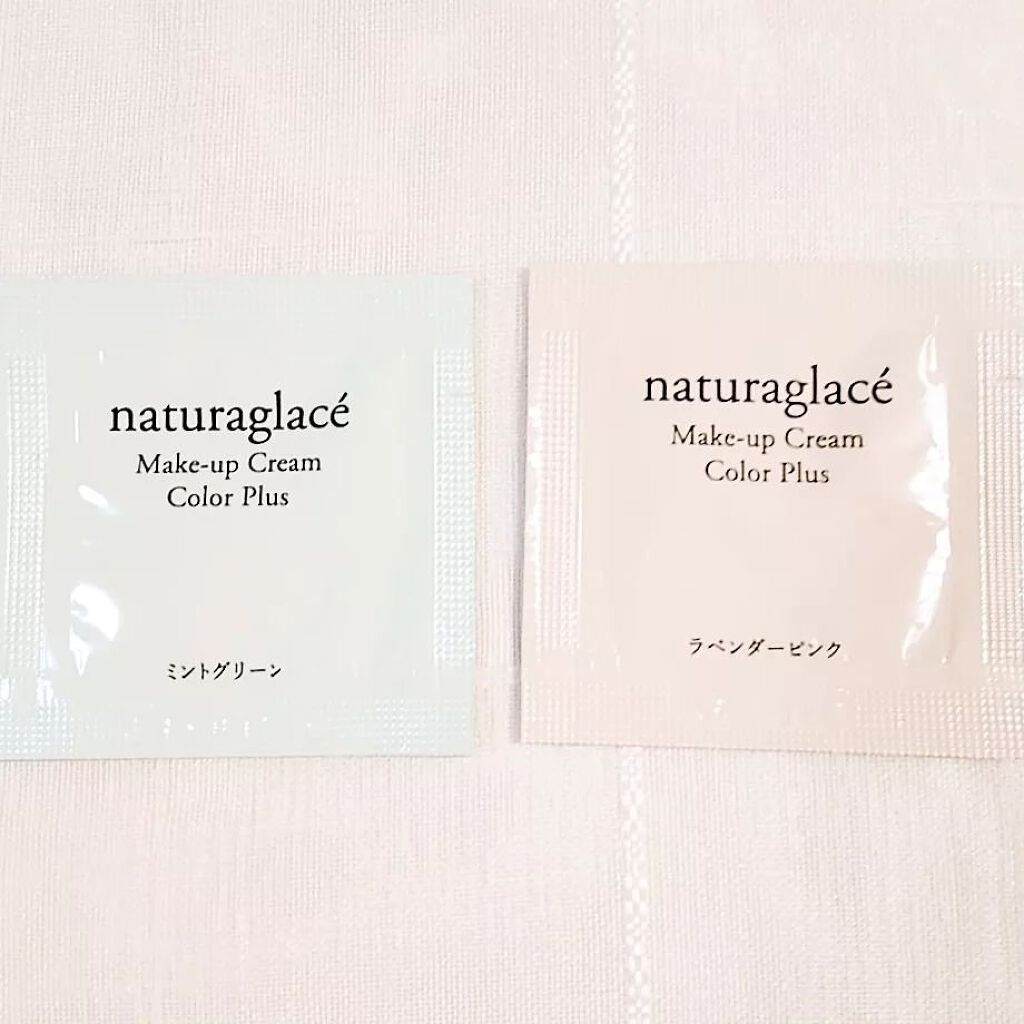 naturaglacé
Make-up Cream
Color Plus
ミントグリーン
naturaglacé
Make-up Cream
Color Plus
ラベンダーピンク